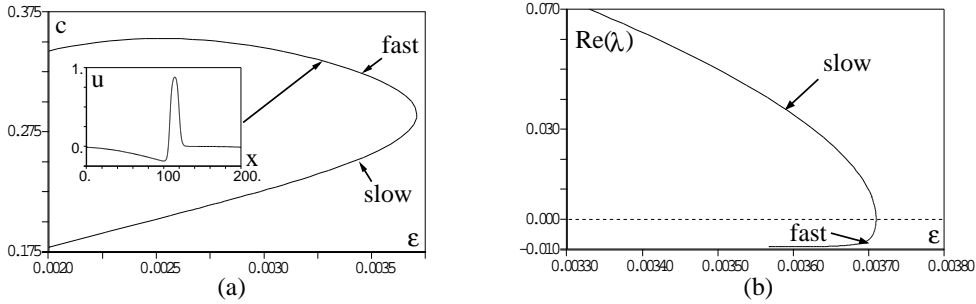 0.375
c
fast
u
1.
0.275
0.
x
0.
100.
200.
slow
0.175
ε
0.0020
0.0025
0.0030
0.0035
(a)
0.070
Re(λ)
slow
0.030
0.000
fast
ε
-0.010
0.00330
0.00340
0.00350
0.00360
0.00370
0.00380
(b)